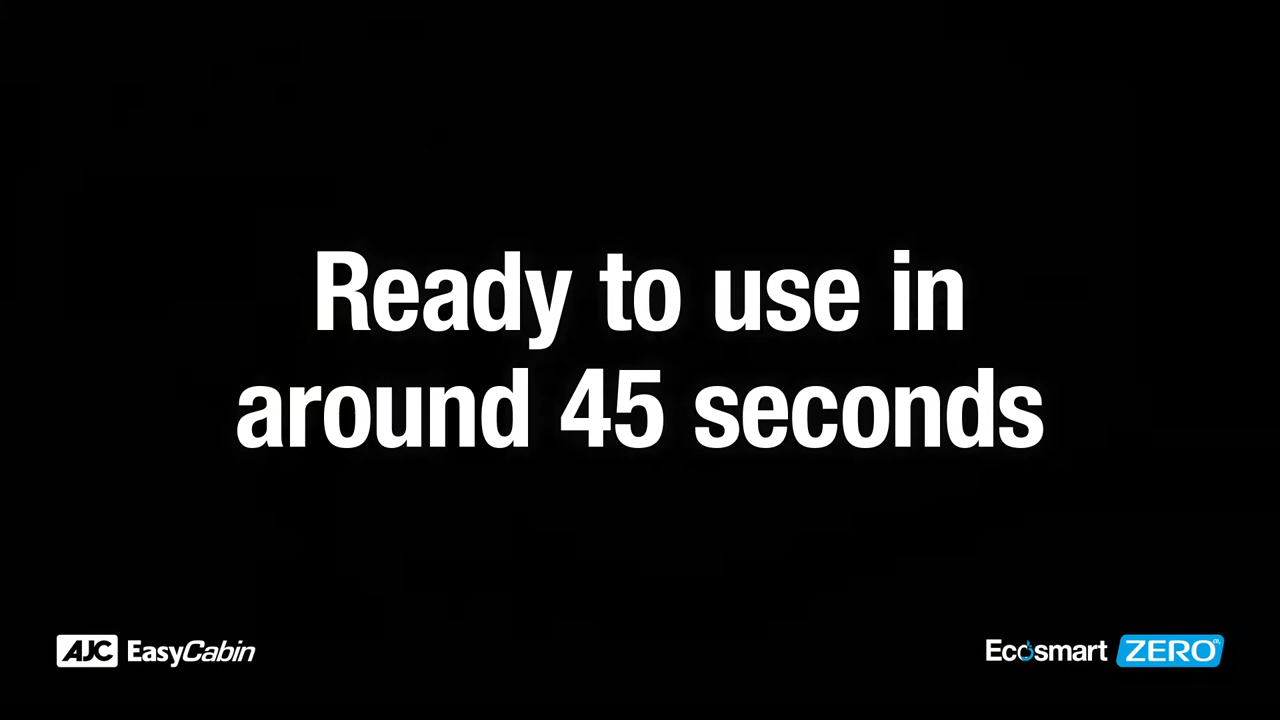 Ready to use in
around 45 seconds
AJC EasyCabin
Ecosmart ZERO